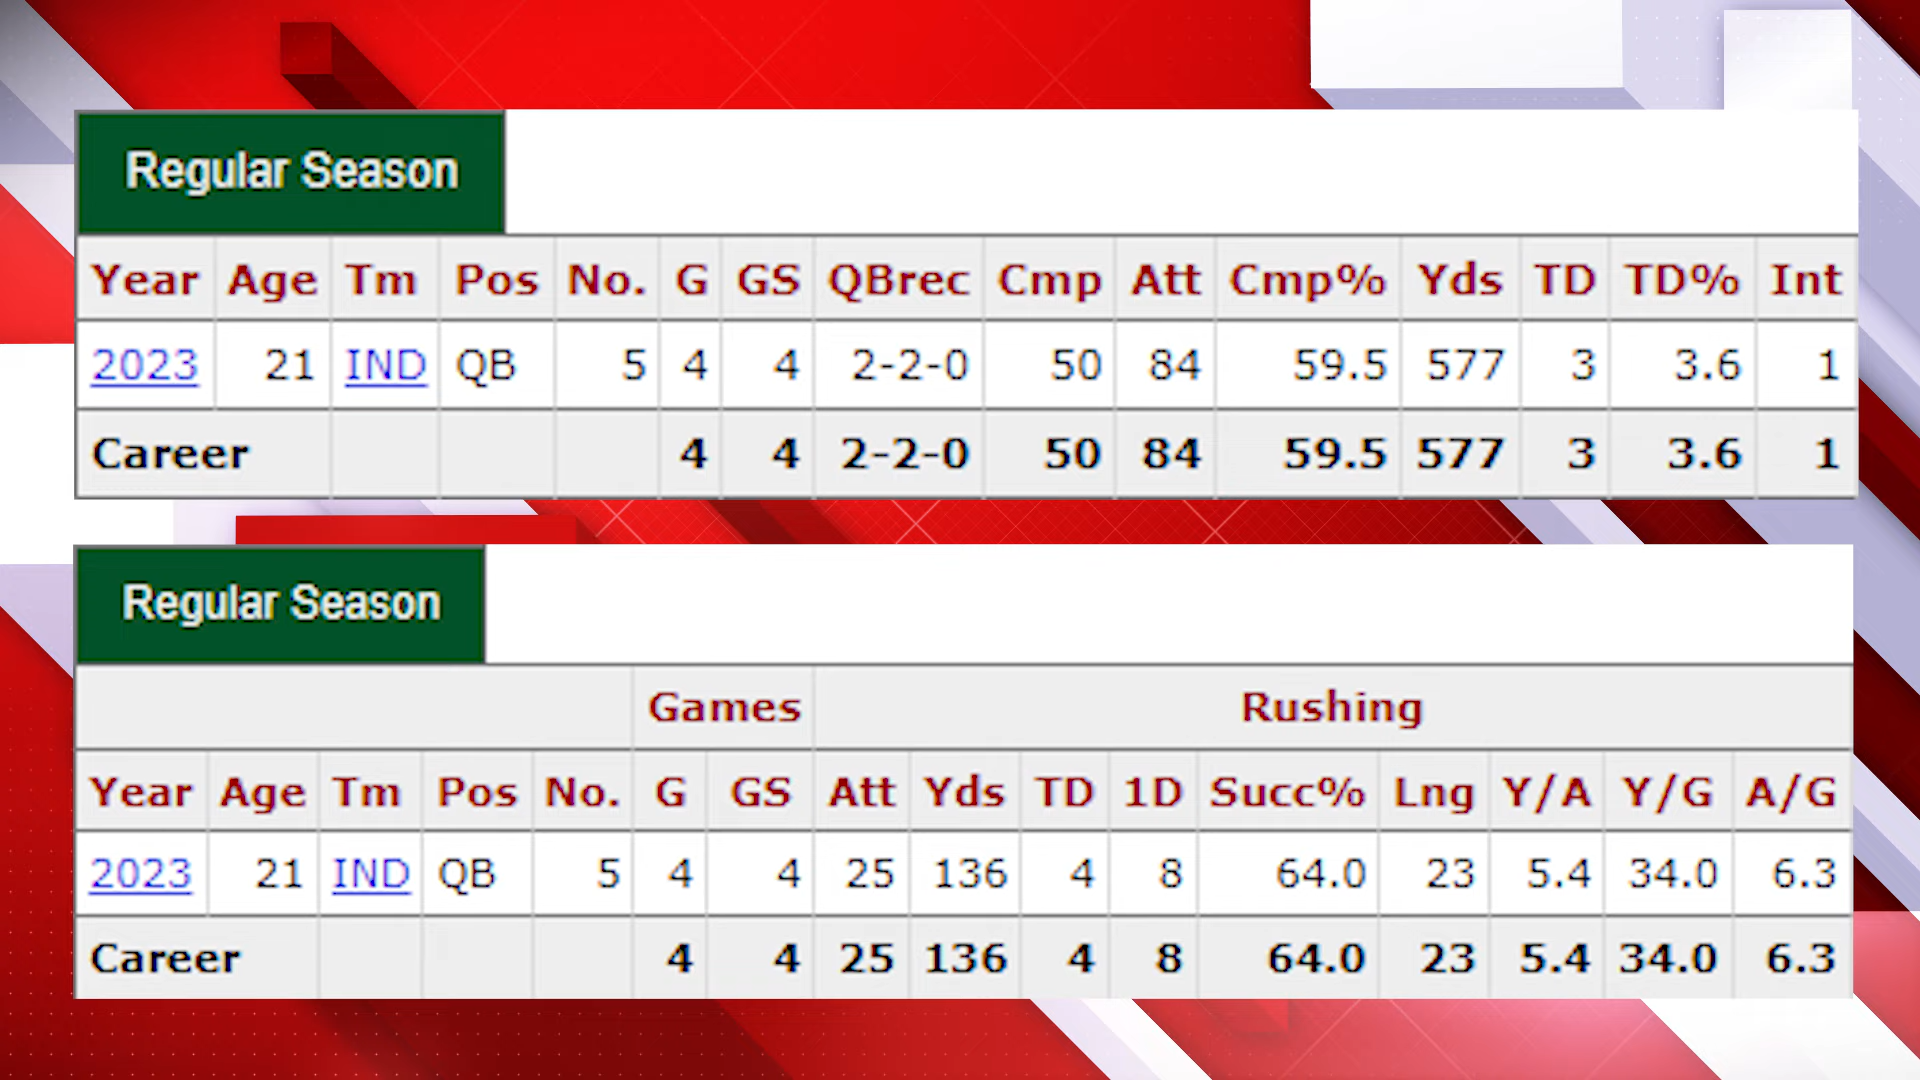 Regular Season
Year Age Tm Pos No. G GS QBrec Cmp Att Cmp% Yds TD TD% Int
2023 21 IND QB 5 4 4 2-2-0 50 84 59.5 577 3 3.6 1
Career 4 4 2-2-0 50 84 59.5 577 3 3.6 1
Regular Season
Games Rushing
Year Age Tm Pos No. G GS Att Yds TD 1D Succ% Lng Y/A Y/G A/G
2023 21 IND QB 5 4 4 25 136 4 8 64.0 23 5.4 34.0 6.3
Career 4 4 25 136 4 8 64.0 23 5.4 34.0 6.3